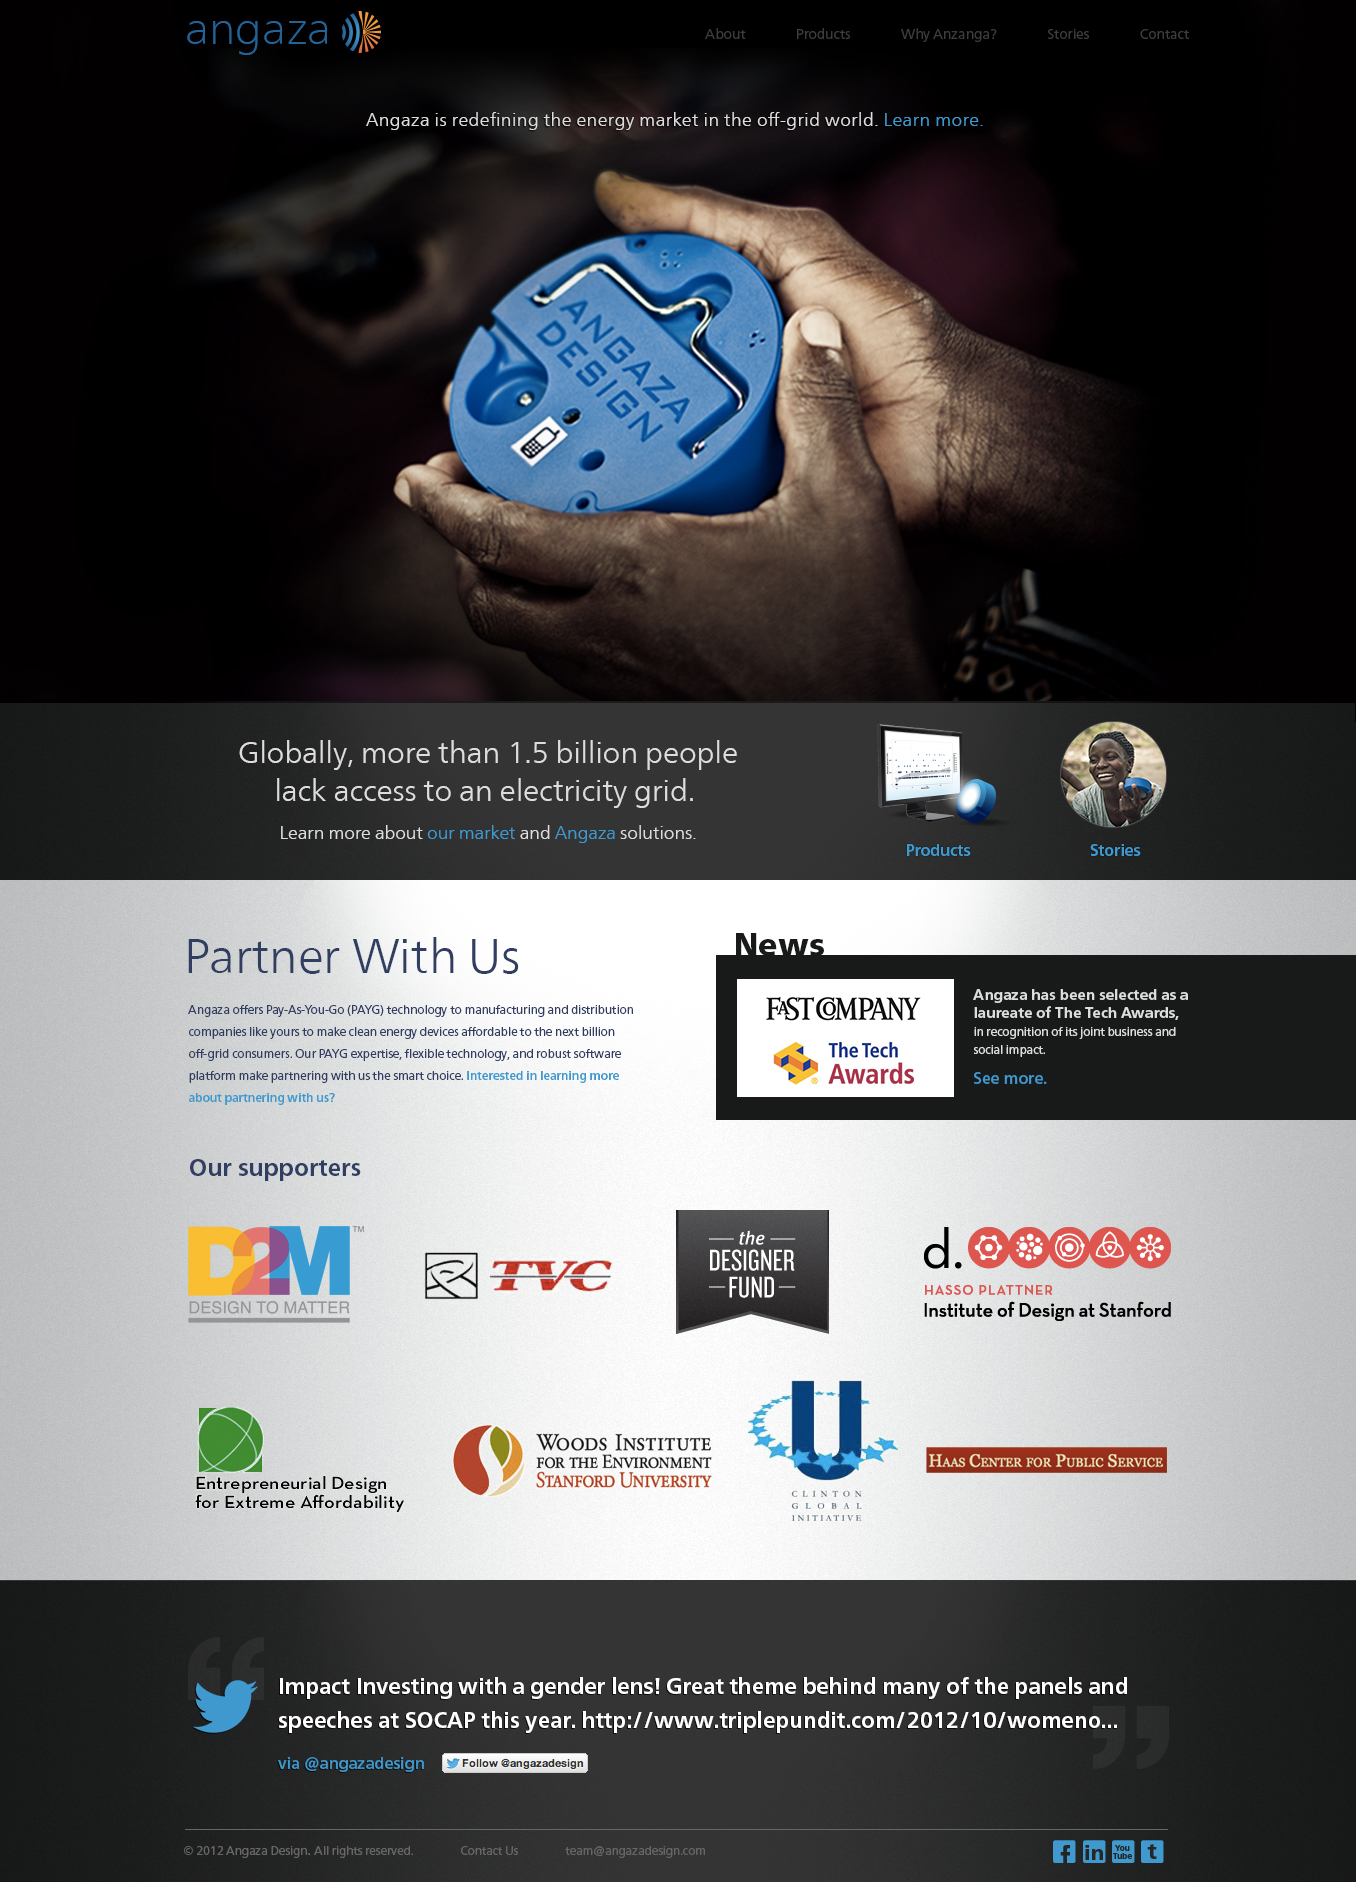 angaza
About Products Why Anzanga? Stories Contact
Angaza is redefining the energy market in the off-grid world. Learn more.
ANGAZA
DESIGN
Globally, more than 1.5 billion people
lack access to an electricity grid.
Learn more about our market and Angaza solutions.
Products
Stories
Partner With Us
Angaza offers Pay-As-You-Go (PAYG) technology to manufacturing and distribution
companies like yours to make clean energy devices affordable to the next billion
off-grid consumers. Our PAYG expertise, flexible technology, and robust software
platform make partnering with us the smart choice. Interested in learning more
about partnering with us?
News
FAST COMPANY
The Tech
Awards
Angaza has been selected as a
laureate of The Tech Awards,
in recognition of its joint business and
social impact.
See more.
Our supporters
D2M TM
DESIGN TO MATTER
TVC
the
DESIGNER
FUND
d.
HASSO PLATTNER
Institute of Design at Stanford
Entrepreneurial Design
for Extreme Affordability
WOODS INSTITUTE
FOR THE ENVIRONMENT
STANFORD UNIVERSITY
U
CLINTON
GLOBAL
INITIATIVE
HAAS CENTER FOR PUBLIC SERVICE
“
Impact Investing with a gender lens! Great theme behind many of the panels and
speeches at SOCAP this year. http://www.triplepundit.com/2012/10/womeno...
”
via @angazadesign Follow @angazadesign
© 2012 Angaza Design. All rights reserved. Contact Us team@angazadesign.com
f in You Tube t